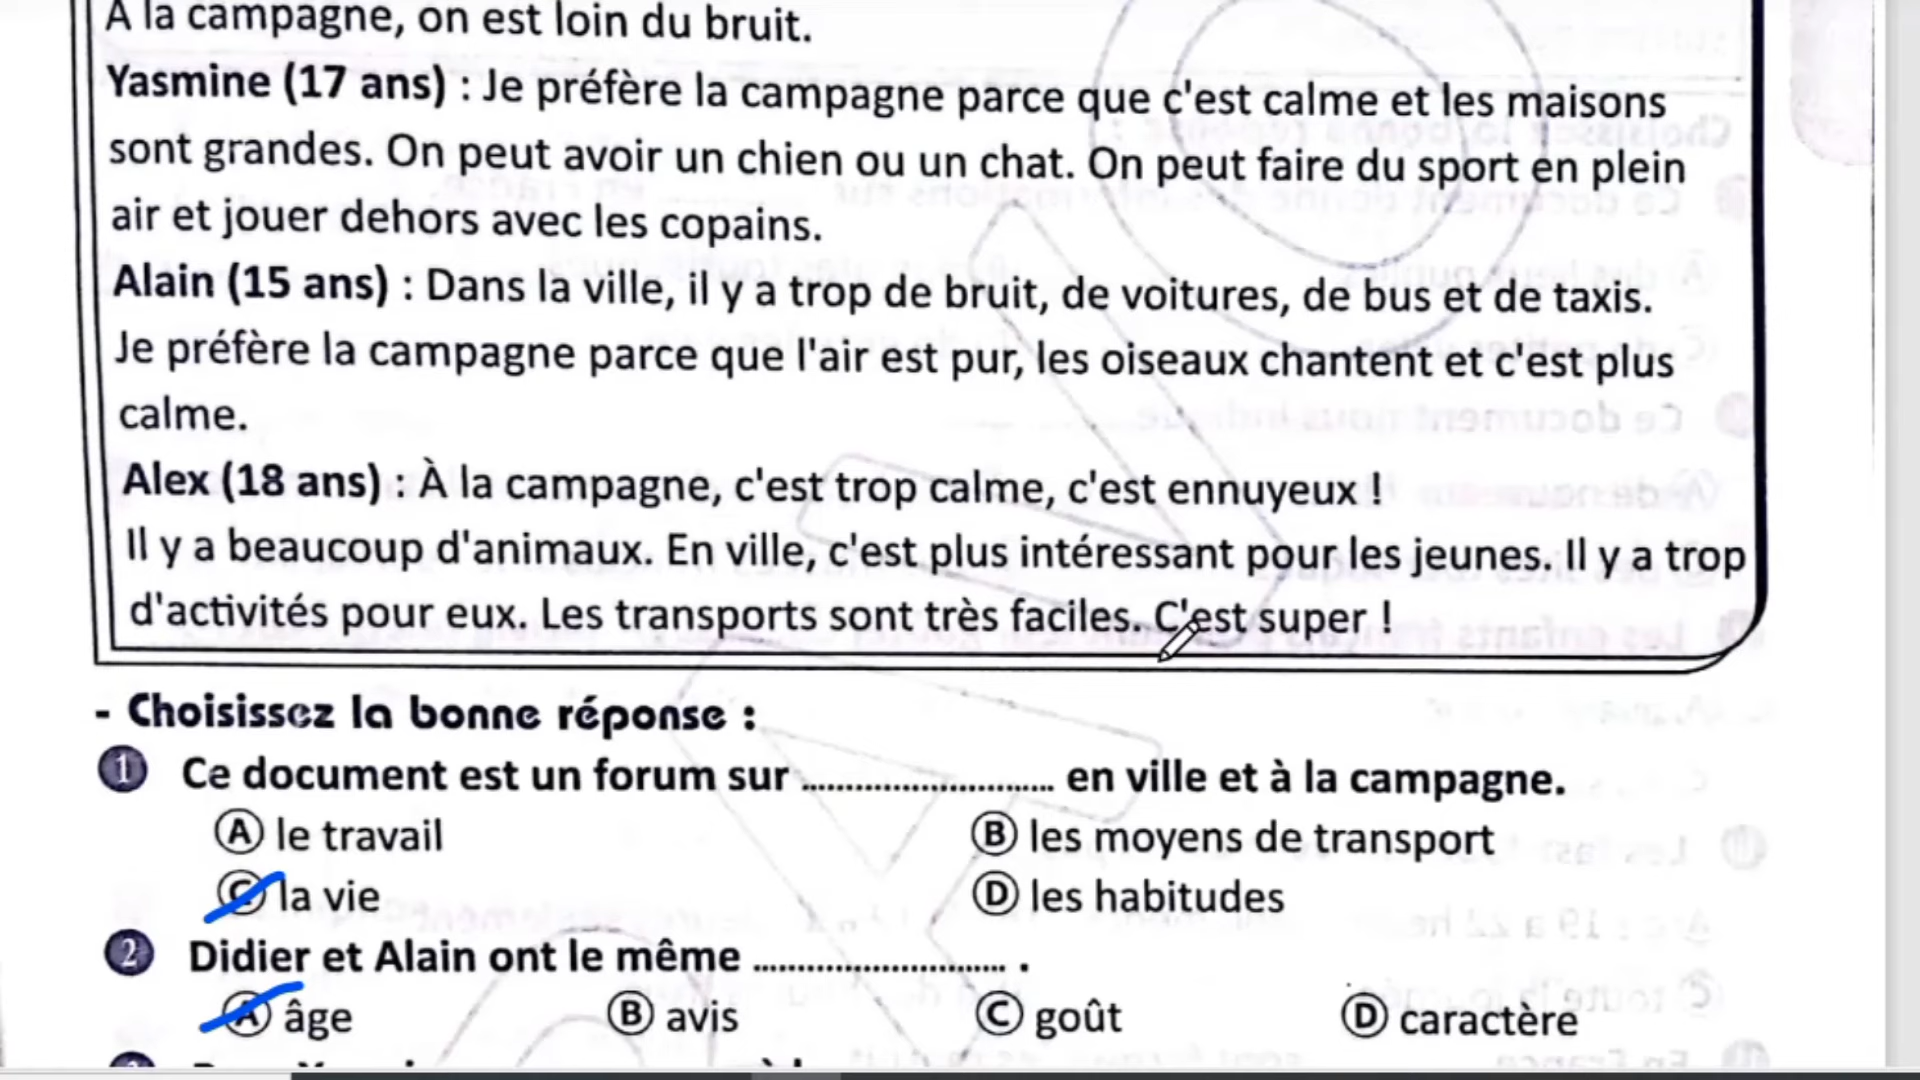 À la campagne, on est loin du bruit.
Yasmine (17 ans) : Je préfère la campagne parce que c'est calme et les maisons
sont grandes. On peut avoir un chien ou un chat. On peut faire du sport en plein
air et jouer dehors avec les copains.
Alain (15 ans) : Dans la ville, il y a trop de bruit, de voitures, de bus et de taxis.
Je préfère la campagne parce que l'air est pur, les oiseaux chantent et c'est plus
calme.
Alex (18 ans) : À la campagne, c'est trop calme, c'est ennuyeux !
Il y a beaucoup d'animaux. En ville, c'est plus intéressant pour les jeunes. Il y a trop
d'activités pour eux. Les transports sont très faciles. C'est super !
- Choisissez la bonne réponse :
1 Ce document est un forum sur .......................... en ville et à la campagne.
A le travail B les moyens de transport
C la vie D les habitudes
2 Didier et Alain ont le même .......................... .
A âge B avis C goût D caractère